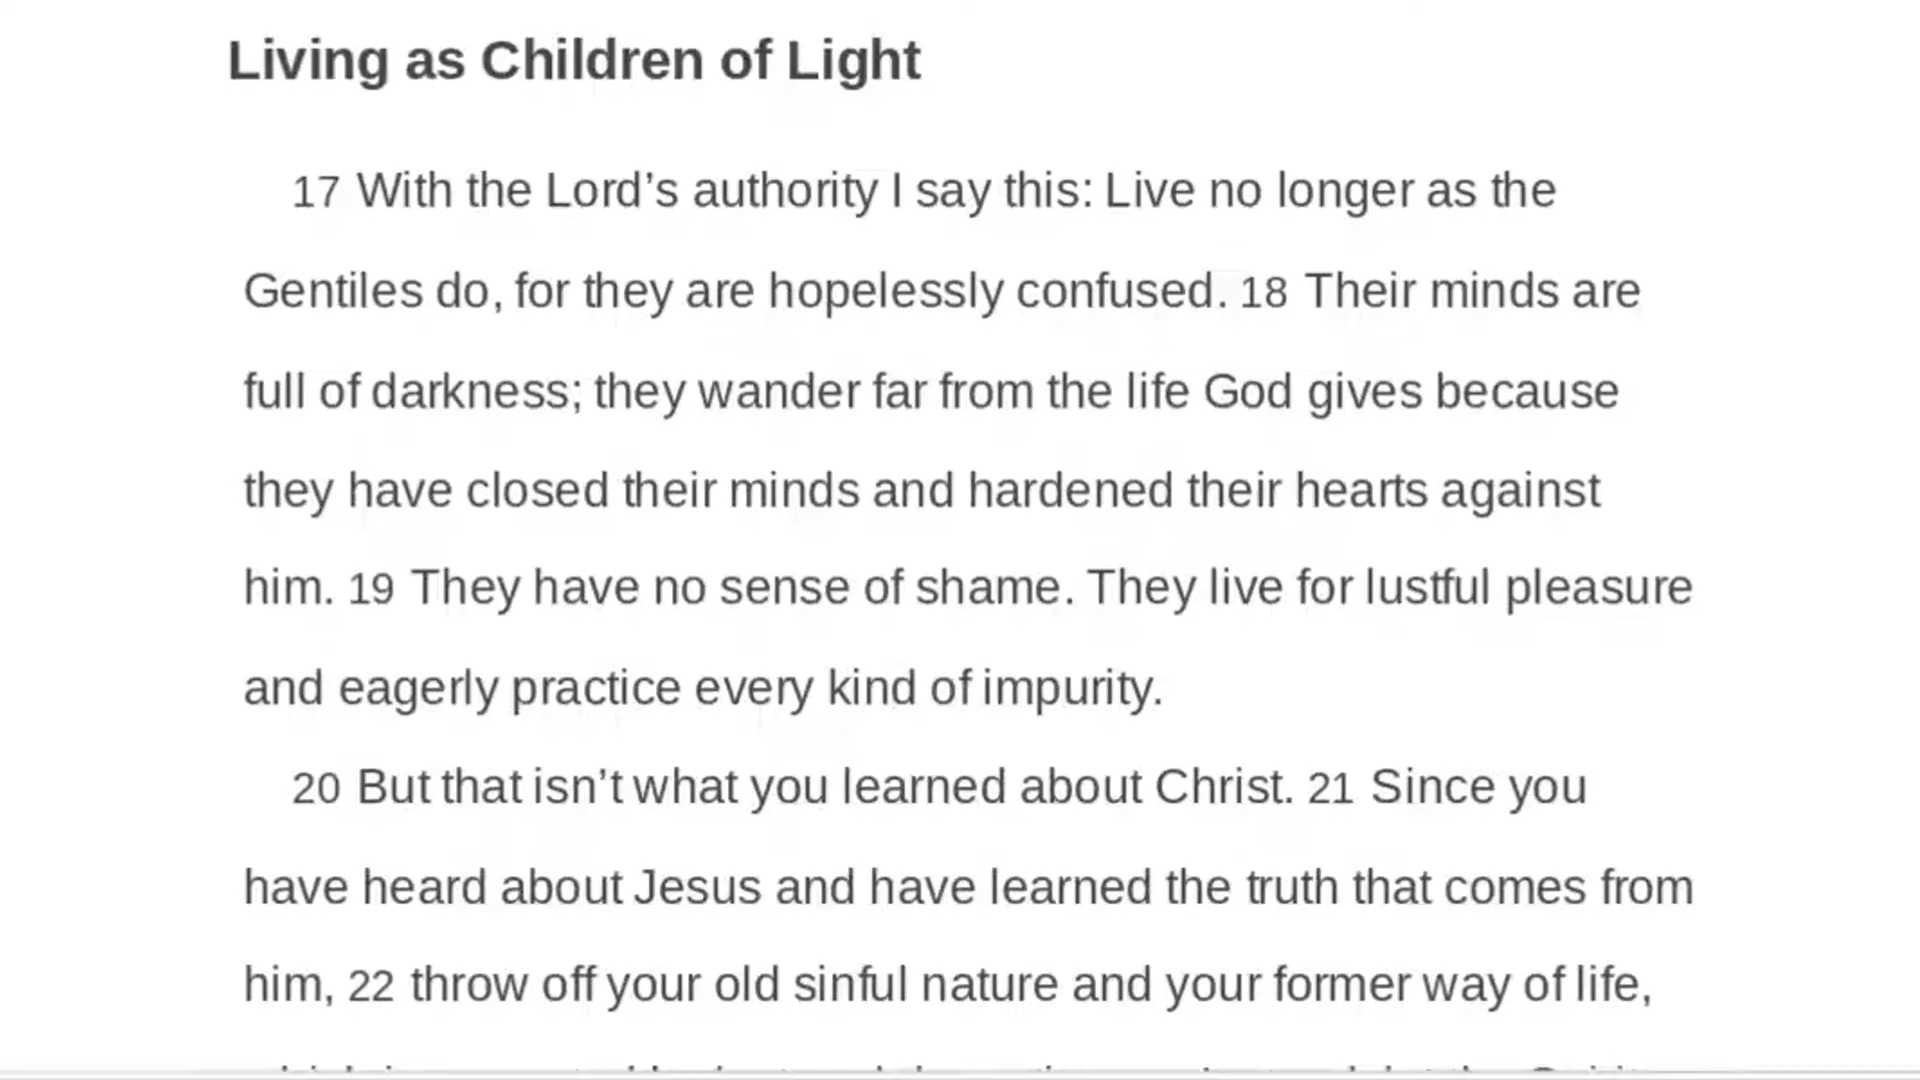 Living as Children of Light
17 With the Lord’s authority I say this: Live no longer as the
Gentiles do, for they are hopelessly confused. 18 Their minds are
full of darkness; they wander far from the life God gives because
they have closed their minds and hardened their hearts against
him. 19 They have no sense of shame. They live for lustful pleasure
and eagerly practice every kind of impurity.
20 But that isn’t what you learned about Christ. 21 Since you
have heard about Jesus and have learned the truth that comes from
him, 22 throw off your old sinful nature and your former way of life,